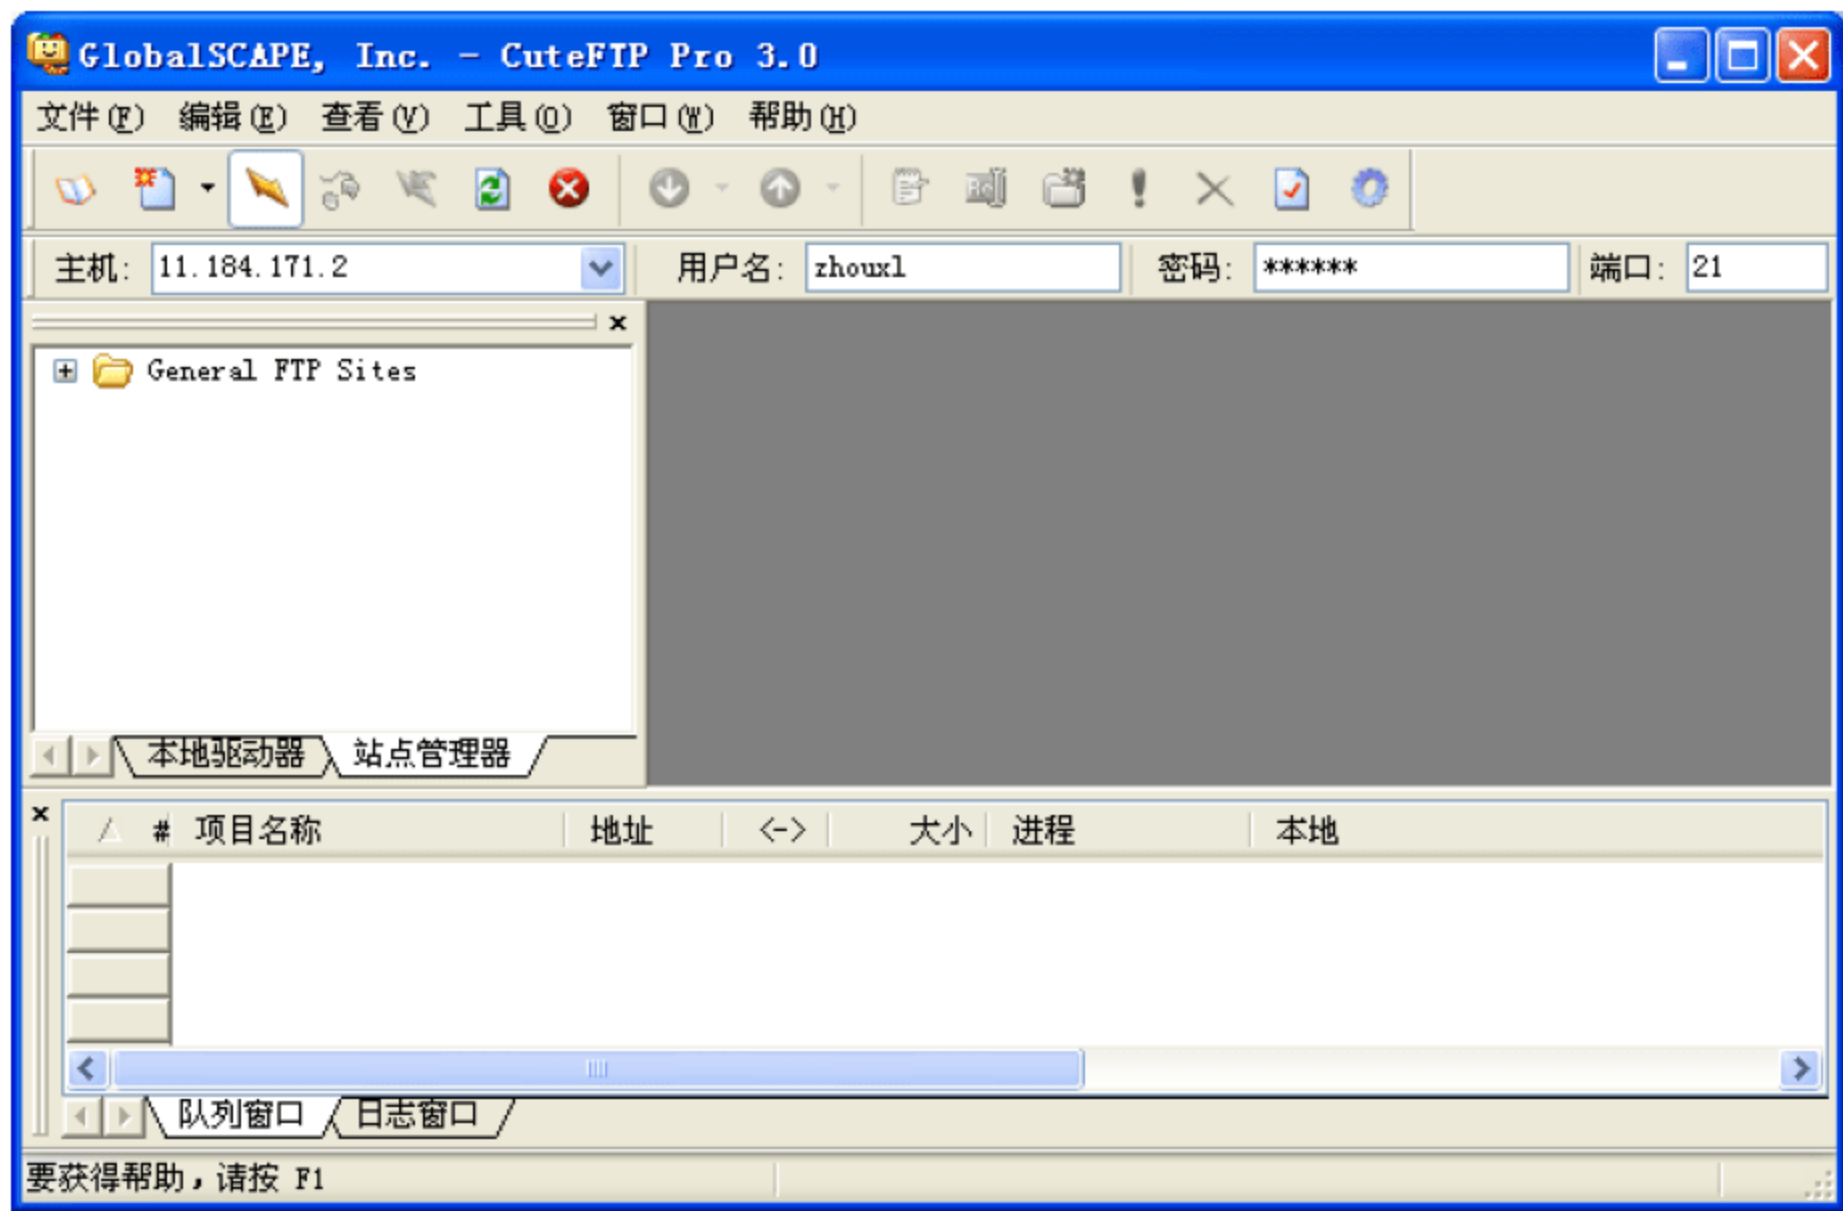 GlobalSCAPE, Inc. - CuteFTP Pro 3.0
文件(F) 编辑(E) 查看(V) 工具(O) 窗口(W) 帮助(H)
主机: 11.184.171.2 用户名: zhouxl 密码: ****** 端口: 21
General FTP Sites
本地驱动器 站点管理器
# 项目名称 地址 <-> 大小 进程 本地
队列窗口 日志窗口
要获得帮助，请按 F1